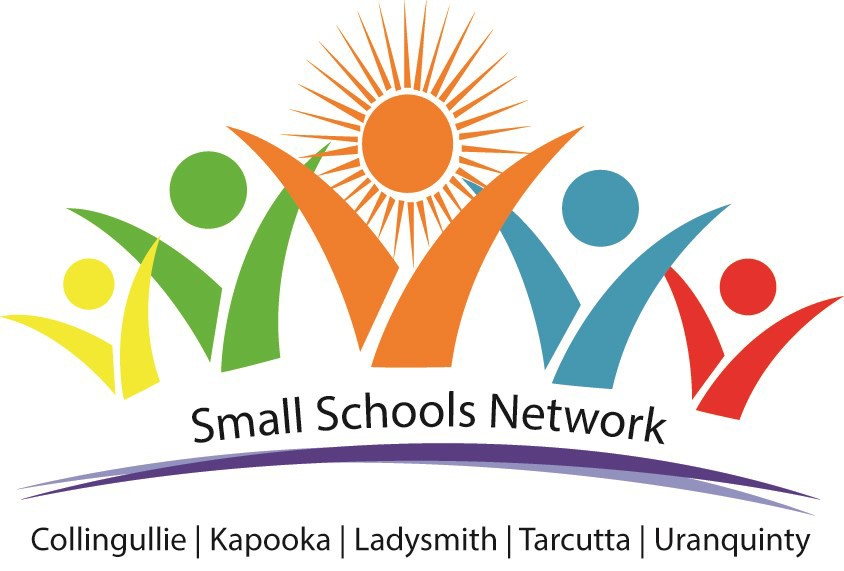 Small Schools Network
Collingullie | Kapooka | Ladysmith | Tarcutta | Uranquinty